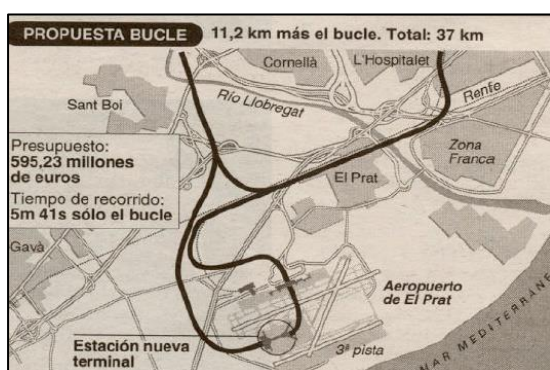 PROPUESTA BUCLE 11,2 km más el bucle. Total: 37 km
Cornellà
L'Hospitalet
Sant Boi
Río Llobregat
Renfe
Presupuesto:
595,23 millones
de euros
Tiempo de recorrido:
5m 41s sólo el bucle
Zona
Franca
El Prat
Gavà
Aeropuerto
de El Prat
Estación nueva
terminal
3ª pista
MAR MEDITERRÁNE